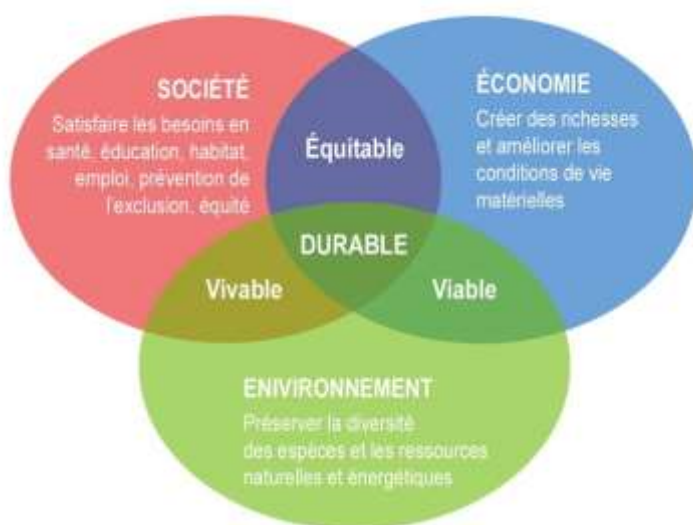 SOCIÉTÉ
Satisfaire les besoins en
santé, éducation, habitat,
emploi, prévention de
l'exclusion, équité
ÉCONOMIE
Créer des richesses
et améliorer les
conditions de vie
matérielles
Équitable
DURABLE
Vivable
Viable
ENIVIRONNEMENT
Préserver la diversité
des espèces et les ressources
naturelles et énergétiques